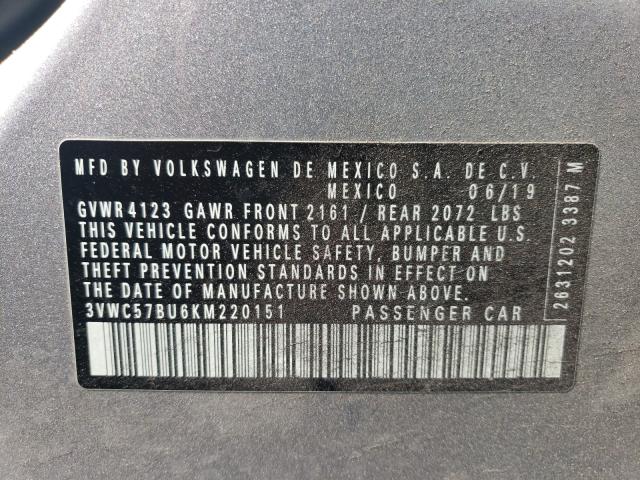 MFD BY VOLKSWAGEN DE MEXICO S.A. DE C.V.
MEXICO 06/19
GVWR 4123 GAWR FRONT 2161 / REAR 2072 LBS
THIS VEHICLE CONFORMS TO ALL APPLICABLE U.S.
FEDERAL MOTOR VEHICLE SAFETY, BUMPER AND
THEFT PREVENTION STANDARDS IN EFFECT ON
THE DATE OF MANUFACTURE SHOWN ABOVE.
3VWC57BU6KM220151 PASSENGER CAR
2631202 3387 M